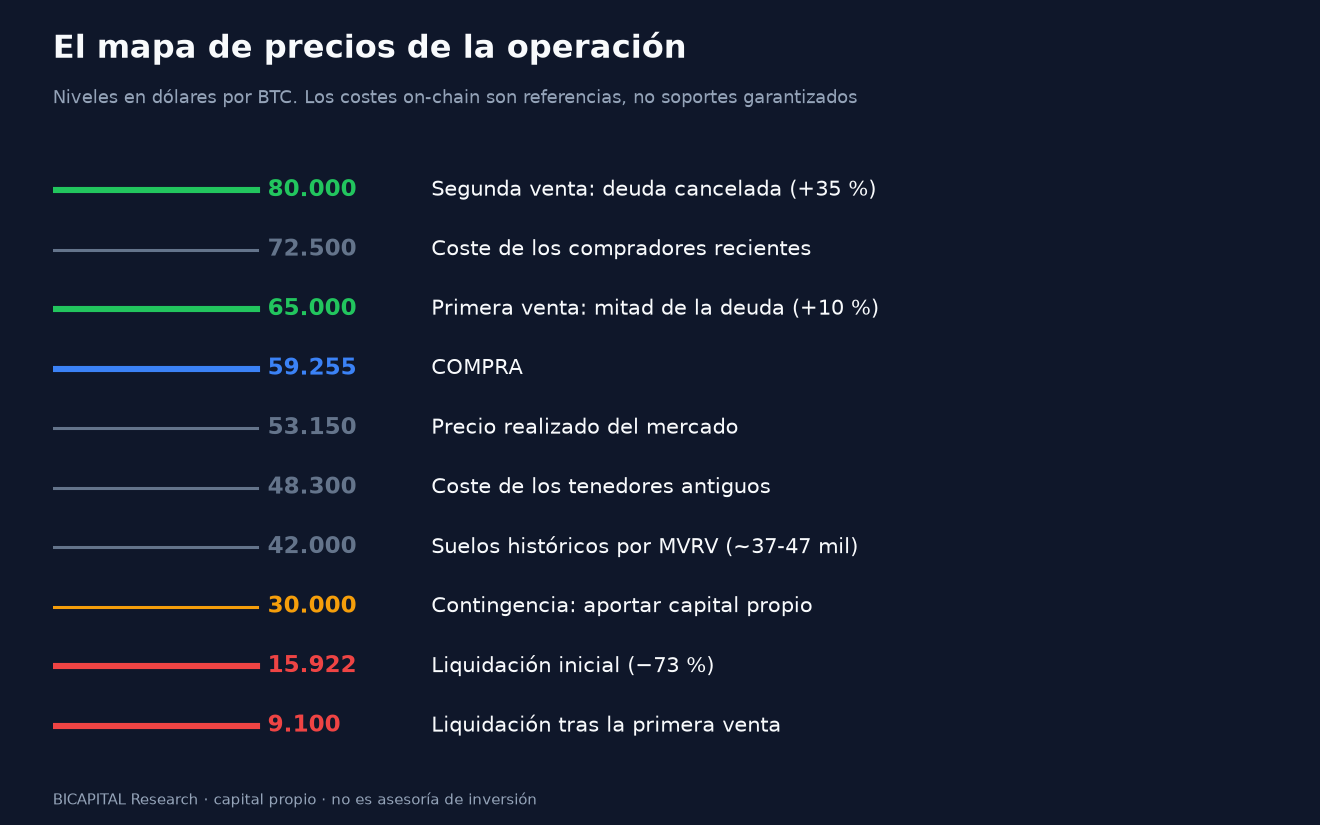 El mapa de precios de la operación
Niveles en dólares por BTC. Los costes on-chain son referencias, no soportes garantizados
80.000 Segunda venta: deuda cancelada (+35 %)
72.500 Coste de los compradores recientes
65.000 Primera venta: mitad de la deuda (+10 %)
59.255 COMPRA
53.150 Precio realizado del mercado
48.300 Coste de los tenedores antiguos
42.000 Suelos históricos por MVRV (~37-47 mil)
30.000 Contingencia: aportar capital propio
15.922 Liquidación inicial (−73 %)
9.100 Liquidación tras la primera venta
BICAPITAL Research · capital propio · no es asesoría de inversión